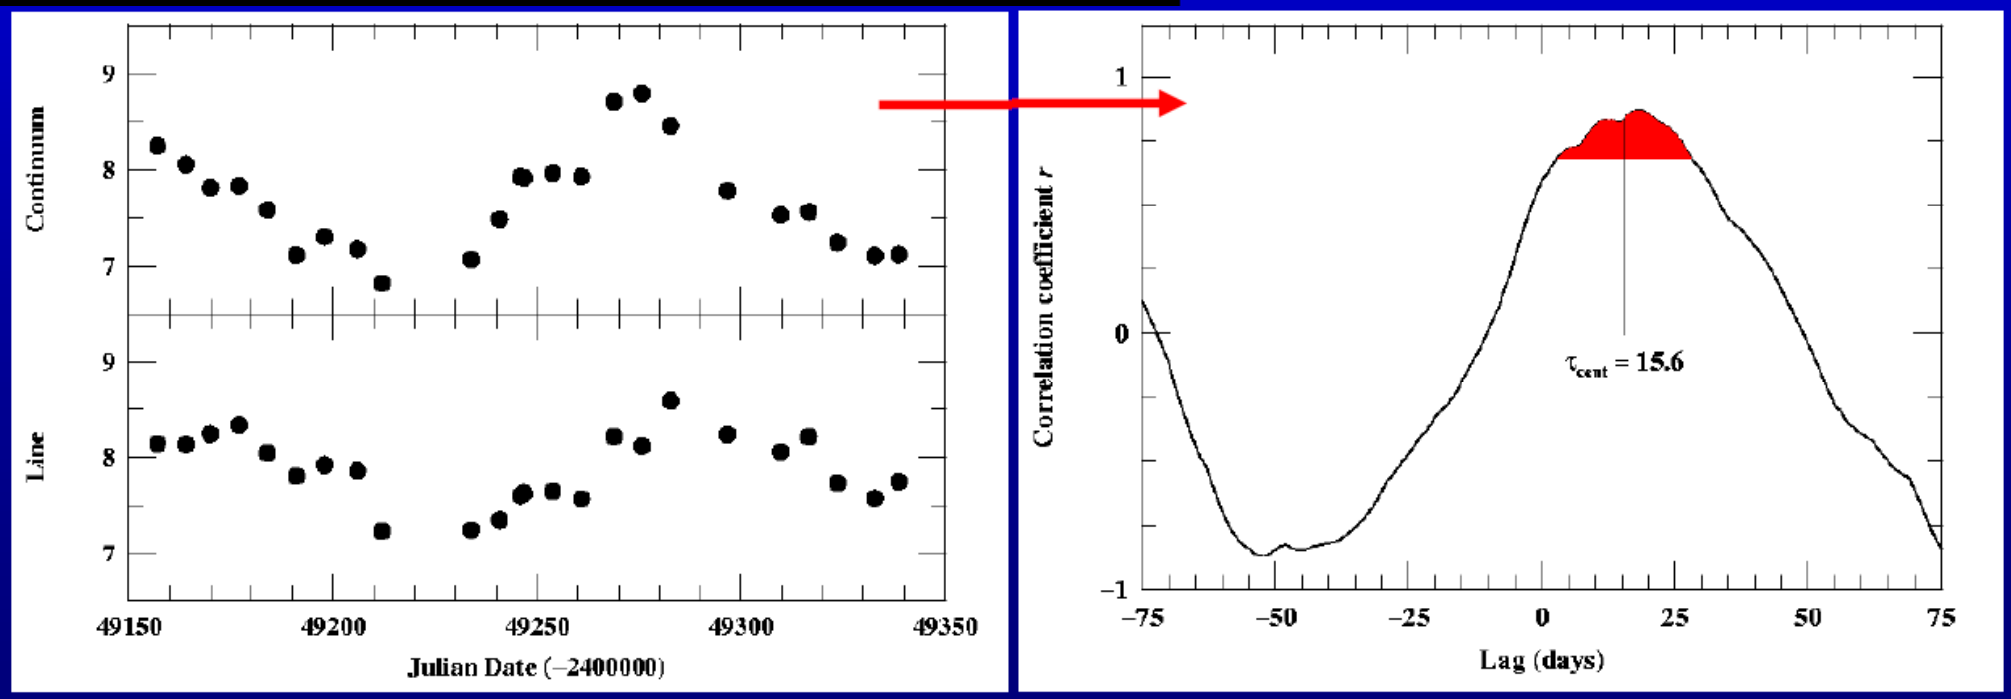 9
8
7
Continuum
9
8
7
Line
49150 49200 49250 49300 49350
Julian Date (−2400000)
1
0
−1
Correlation coefficient r
τcent = 15.6
−75 −50 −25 0 25 50 75
Lag (days)